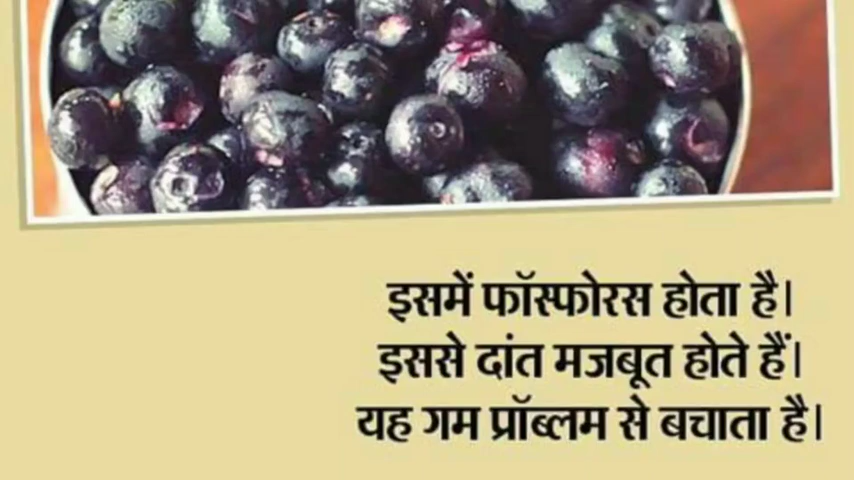 इसमें फॉस्फोरस होता है।
इससे दांत मजबूत होते हैं।
यह गम प्रॉब्लम से बचाता है।